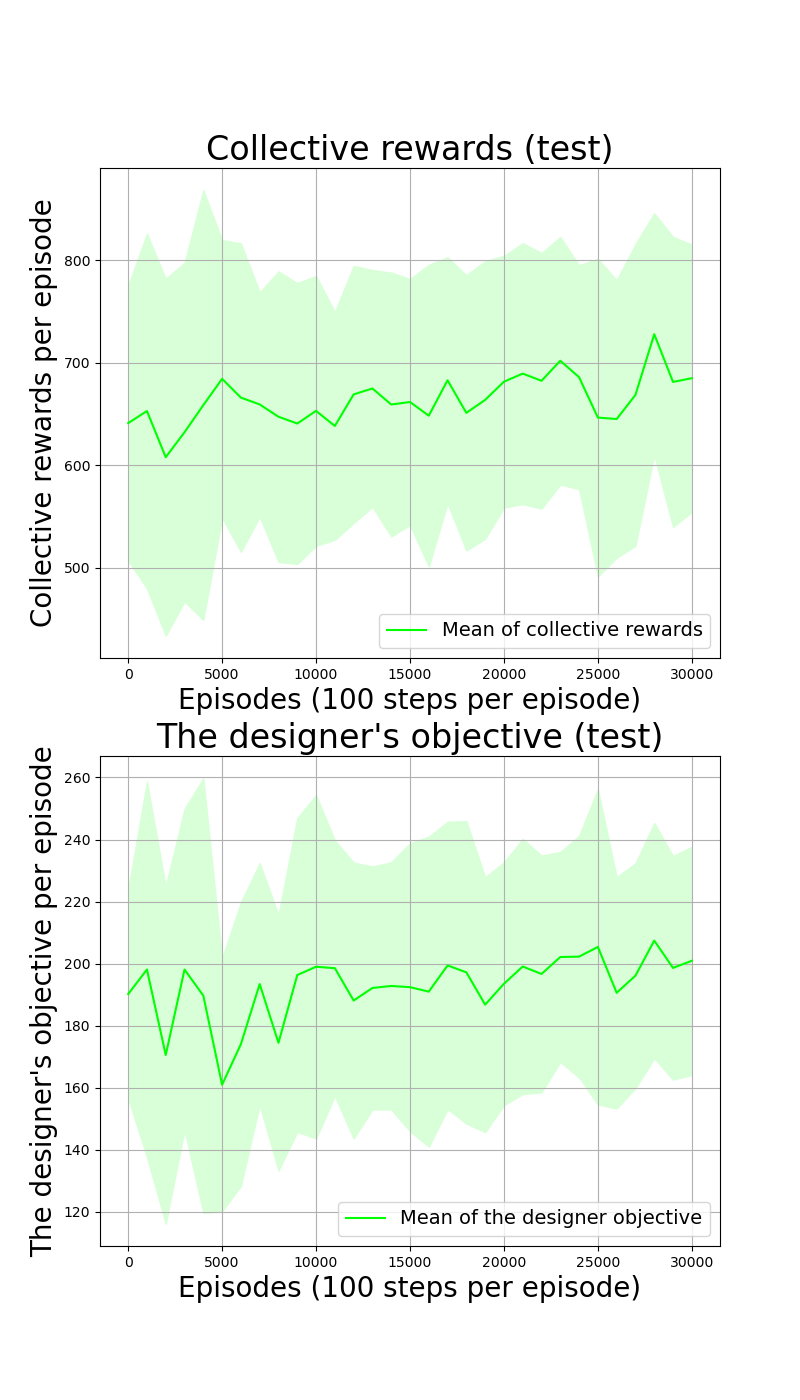 Collective rewards (test)
Collective rewards per episode
800
700
600
500
Mean of collective rewards
0 5000 10000 15000 20000 25000 30000
Episodes (100 steps per episode)
The designer's objective (test)
The designer's objective per episode
260
240
220
200
180
160
140
120
Mean of the designer objective
0 5000 10000 15000 20000 25000 30000
Episodes (100 steps per episode)